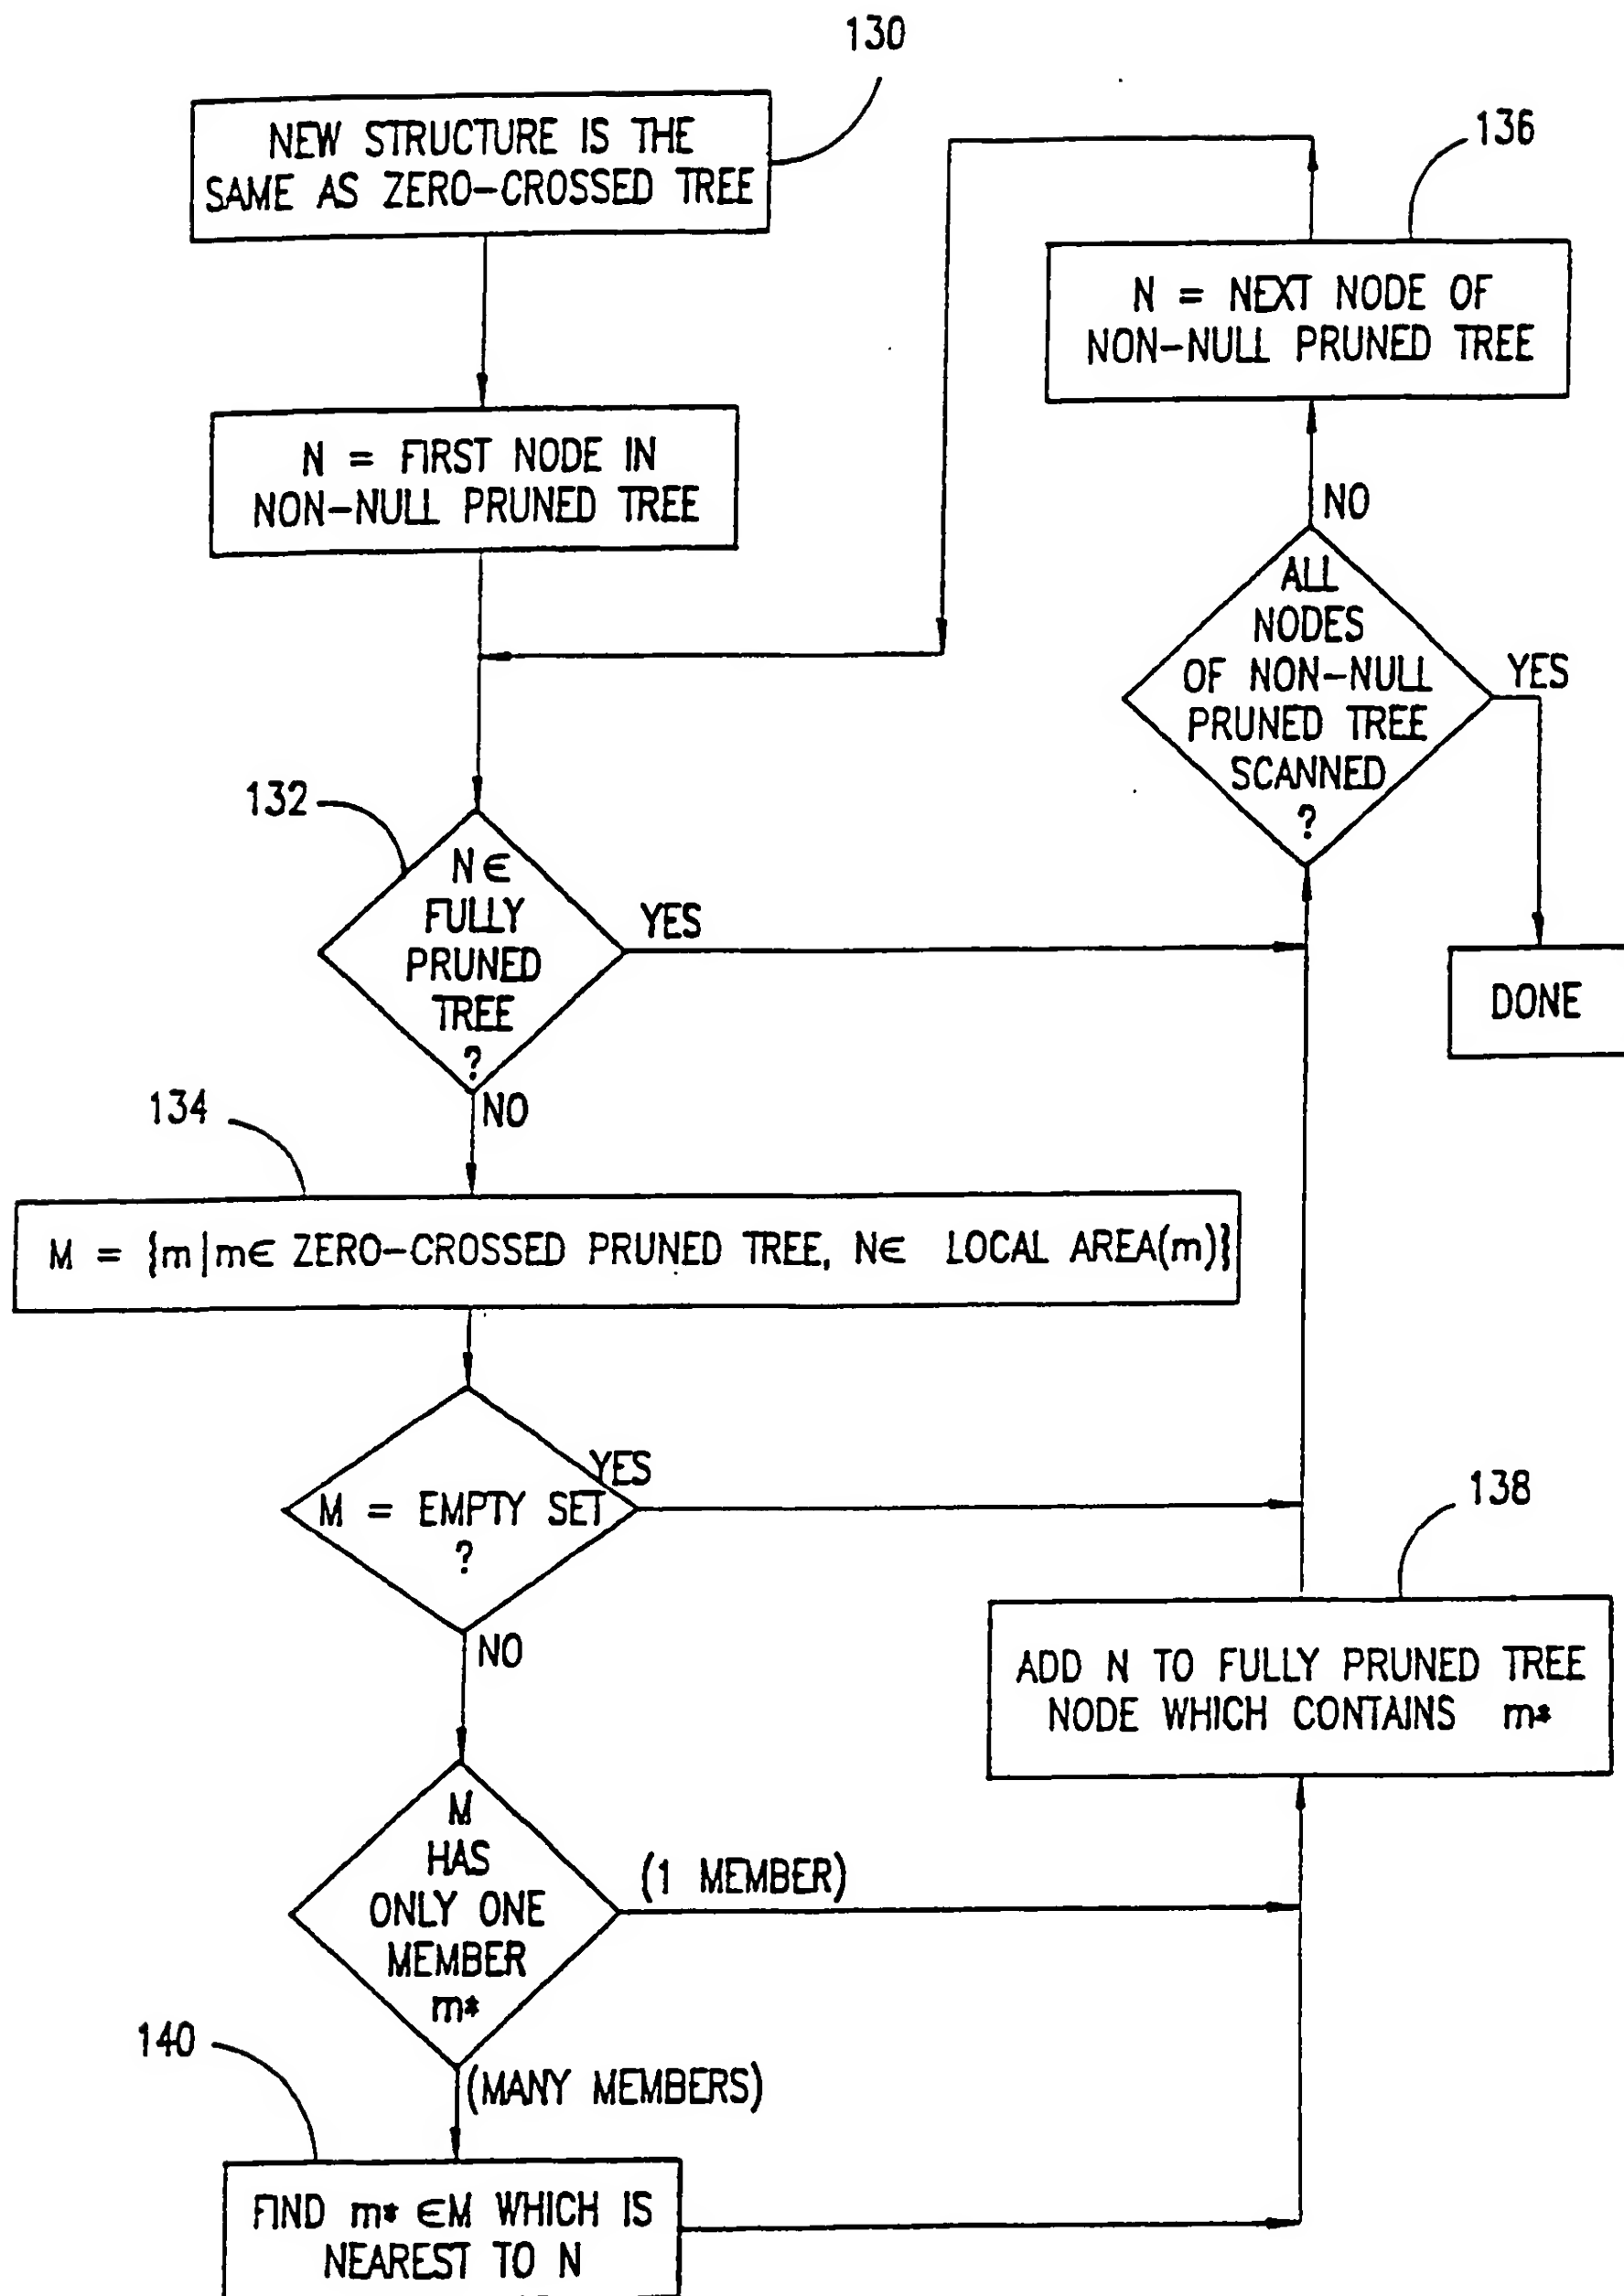 130
NEW STRUCTURE IS THE
SAME AS ZERO-CROSSED TREE
136
N = NEXT NODE OF
NON-NULL PRUNED TREE
N = FIRST NODE IN
NON-NULL PRUNED TREE
NO
ALL
NODES
OF NON-NULL
PRUNED TREE
SCANNED
?
YES
DONE
132
N∈
FULLY
PRUNED
TREE
?
YES
NO
134
M = {m|m∈ ZERO-CROSSED PRUNED TREE, N∈ LOCAL AREA(m)}
M = EMPTY SET
?
YES
NO
138
ADD N TO FULLY PRUNED TREE
NODE WHICH CONTAINS m*
M
HAS
ONLY ONE
MEMBER
m*
(1 MEMBER)
(MANY MEMBERS)
140
FIND m* ∈M WHICH IS
NEAREST TO N